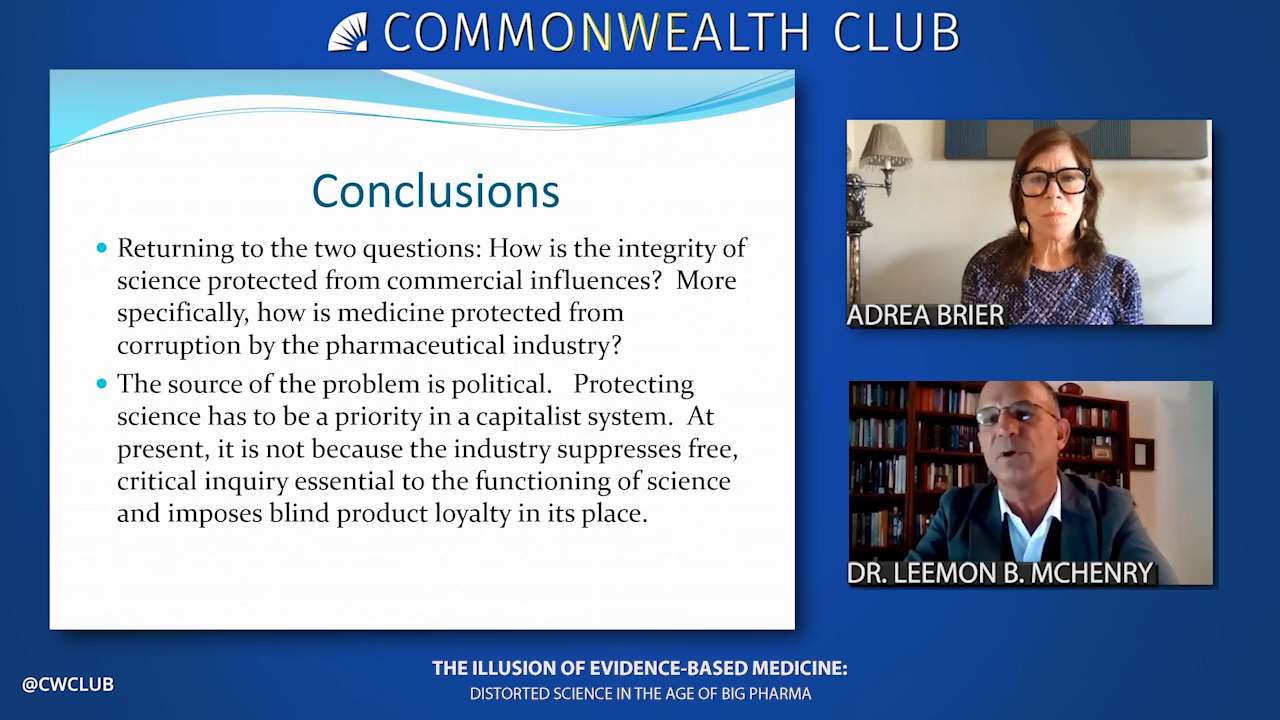 COMMONWEALTH CLUB
Conclusions
• Returning to the two questions: How is the integrity of
science protected from commercial influences? More
specifically, how is medicine protected from
corruption by the pharmaceutical industry?
• The source of the problem is political. Protecting
science has to be a priority in a capitalist system. At
present, it is not because the industry suppresses free,
critical inquiry essential to the functioning of science
and imposes blind product loyalty in its place.
ADREA BRIER
DR. LEEMON B. MCHENRY
@CWCLUB
THE ILLUSION OF EVIDENCE-BASED MEDICINE:
DISTORTED SCIENCE IN THE AGE OF BIG PHARMA